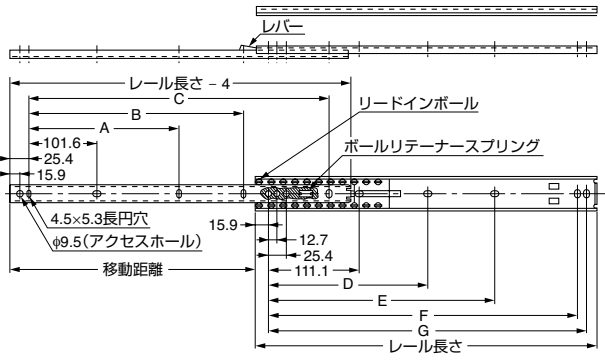 レバー
レール長さ – 4
C
B
リードインボール
A
ボールリテーナースプリング
101.6
25.4
15.9
4.5×5.3長円穴
15.9
φ9.5(アクセスホール)
12.7
25.4
移動距離
111.1
D
E
F
G
レール長さ